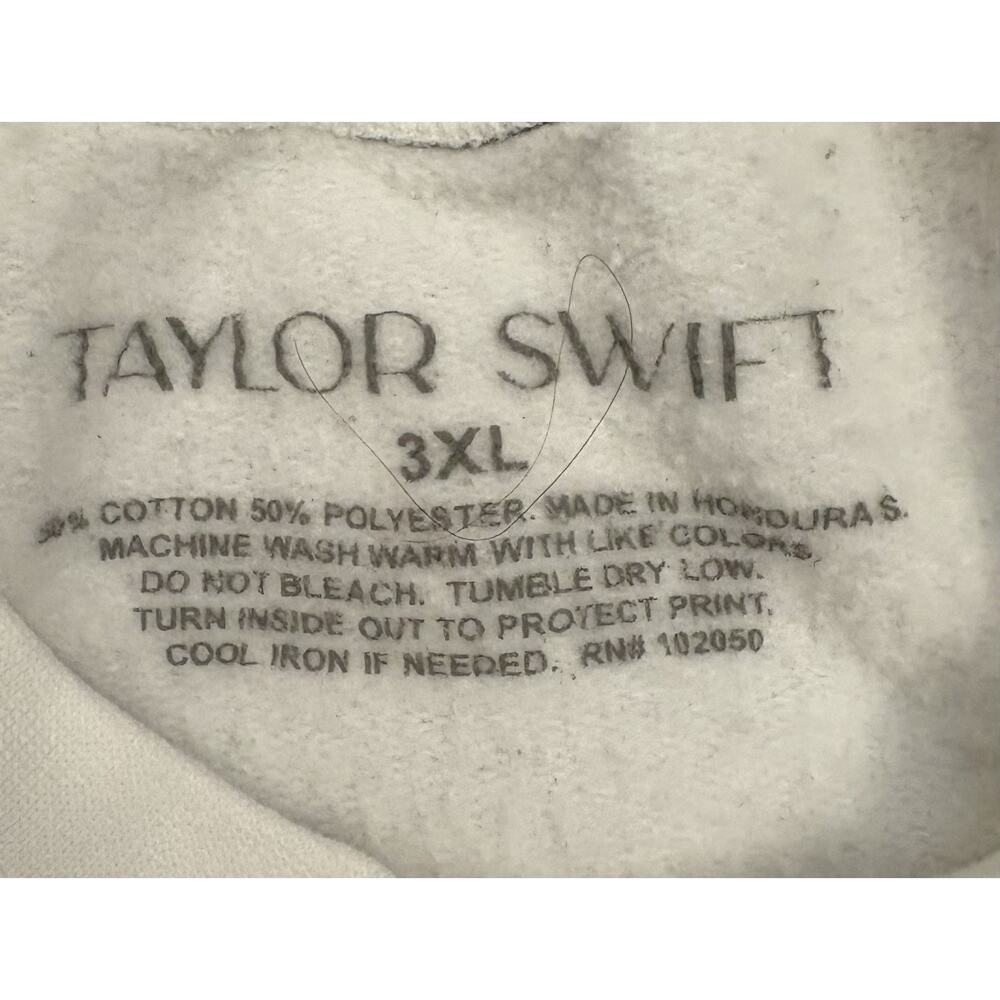 TAYLOR SWIFT
3XL
50% COTTON 50% POLYESTER. MADE IN HONDURAS.
MACHINE WASH WARM WITH LIKE COLORS.
DO NOT BLEACH. TUMBLE DRY LOW.
TURN INSIDE OUT TO PROTECT PRINT.
COOL IRON IF NEEDED. RN# 102050